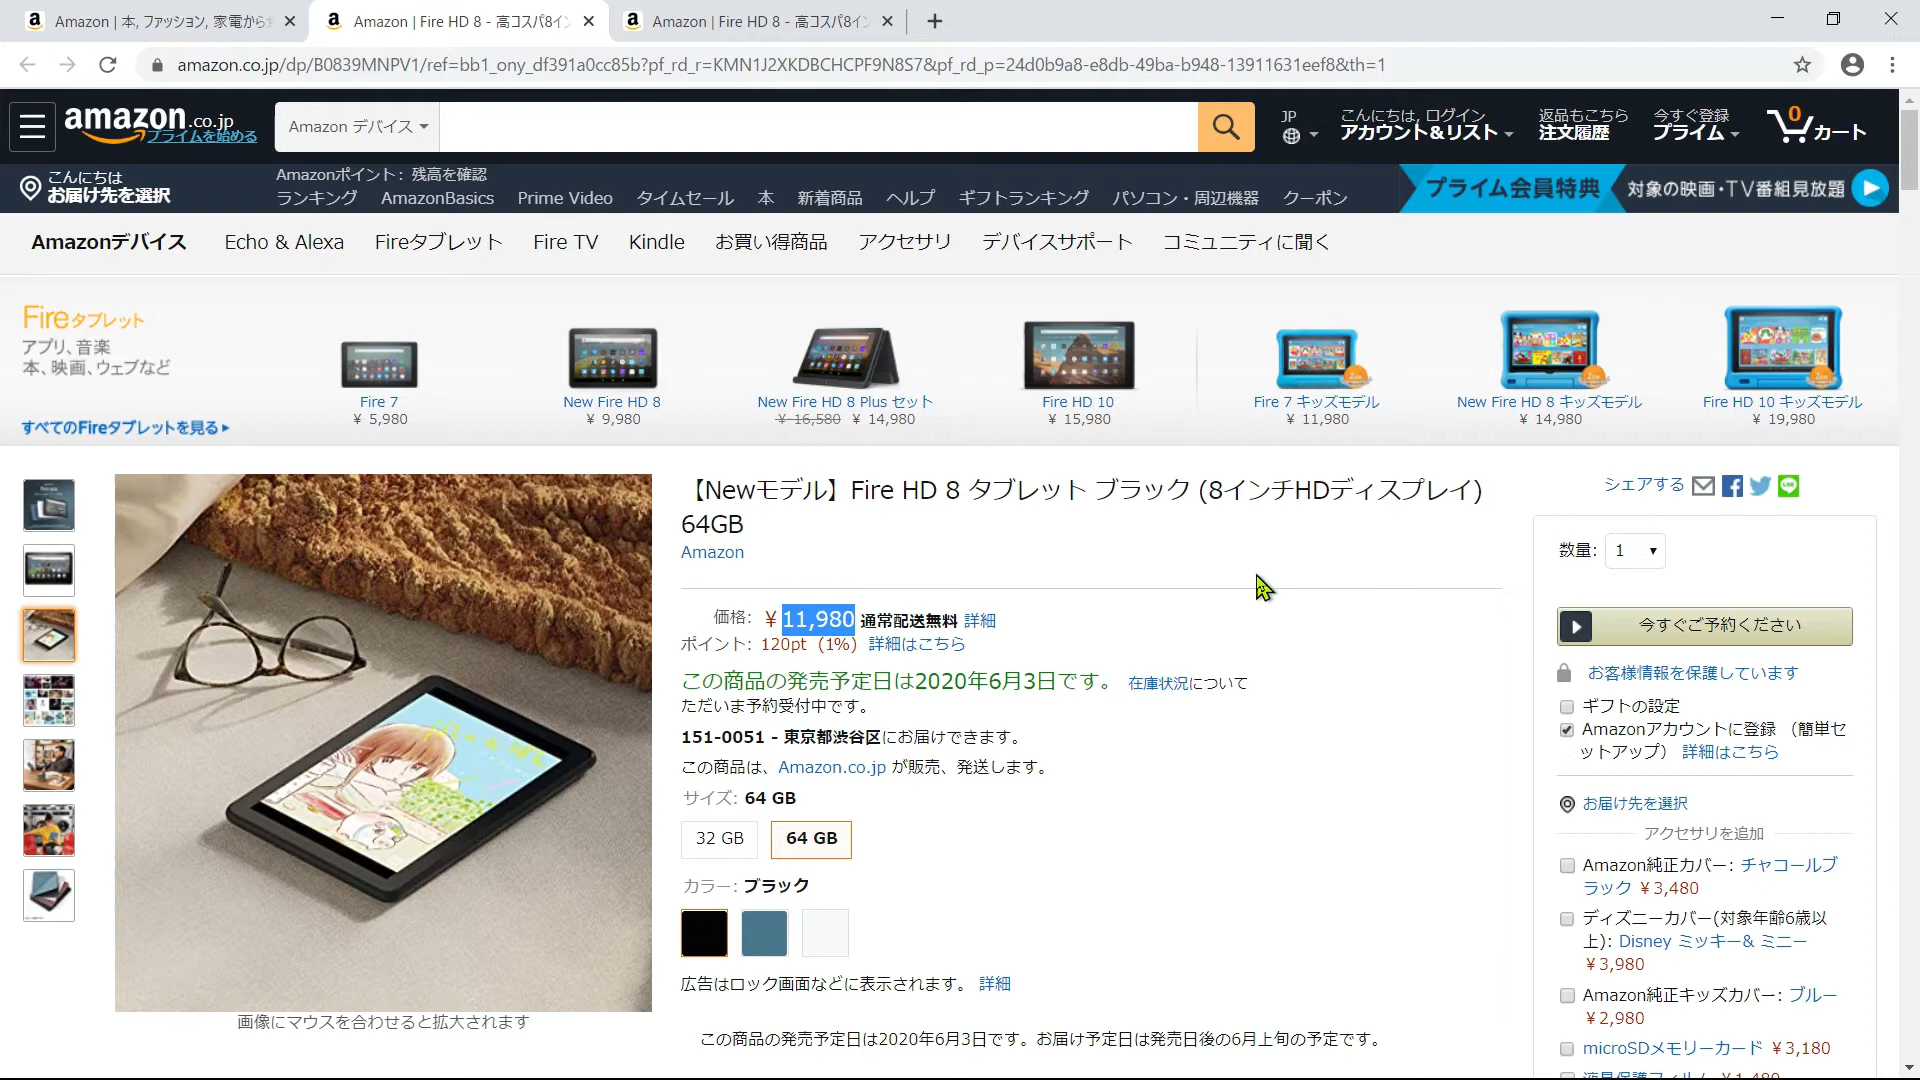 Amazon | 本, ファッション, 家電から
Amazon | Fire HD 8 - 高コスパ8イン
Amazon | Fire HD 8 - 高コスパ8イン
amazon.co.jp/dp/B0839MNPV1/ref=bb1_ony_df391a0cc85b?pf_rd_r=KMN1J2XKDBCHCPF9N8S7&pf_rd_p=24d0b9a8-e8db-49ba-b948-13911631eef8&th=1
amazon.co.jp
プライムを始める
Amazon デバイス
JP
こんにちは, ログイン
アカウント&リスト
返品もこちら
注文履歴
今すぐ登録
プライム
0
カート
こんにちは
お届け先を選択
Amazonポイント: 残高を確認
ランキング AmazonBasics Prime Video タイムセール 本 新着商品 ヘルプ ギフトランキング パソコン・周辺機器 クーポン
プライム会員特典 対象の映画・TV番組見放題
Amazonデバイス Echo & Alexa Fireタブレット Fire TV Kindle お買い得商品 アクセサリ デバイスサポート コミュニティに聞く
Fireタブレット
アプリ、音楽
本、映画、ウェブなど
すべてのFireタブレットを見る
Fire 7
¥ 5,980
New Fire HD 8
¥ 9,980
New Fire HD 8 Plus セット
¥ 16,580 ¥ 14,980
Fire HD 10
¥ 15,980
Fire 7 キッズモデル
¥ 11,980
New Fire HD 8 キッズモデル
¥ 14,980
Fire HD 10 キッズモデル
¥ 19,980
【Newモデル】Fire HD 8 タブレット ブラック (8インチHDディスプレイ)
64GB
Amazon
価格: ¥ 11,980 通常配送無料 詳細
ポイント: 120pt (1%) 詳細はこちら
この商品の発売予定日は2020年6月3日です。 在庫状況について
ただいま予約受付中です。
151-0051 - 東京都渋谷区にお届けできます。
この商品は、Amazon.co.jp が販売、発送します。
サイズ: 64 GB
32 GB 64 GB
カラー: ブラック
広告はロック画面などに表示されます。 詳細
この商品の発売予定日は2020年6月3日です。お届け予定日は発売日後の6月上旬の予定です。
画像にマウスを合わせると拡大されます
シェアする
数量: 1
今すぐご予約ください
お客様情報を保護しています
ギフトの設定
Amazonアカウントに登録 (簡単セ
ットアップ) 詳細はこちら
お届け先を選択
アクセサリを追加
Amazon純正カバー: チャコールブ
ラック ¥3,480
ディズニーカバー(対象年齢6歳以
上): Disney ミッキー& ミニー
¥3,980
Amazon純正キッズカバー: ブルー
¥2,980
microSDメモリーカード ¥3,180